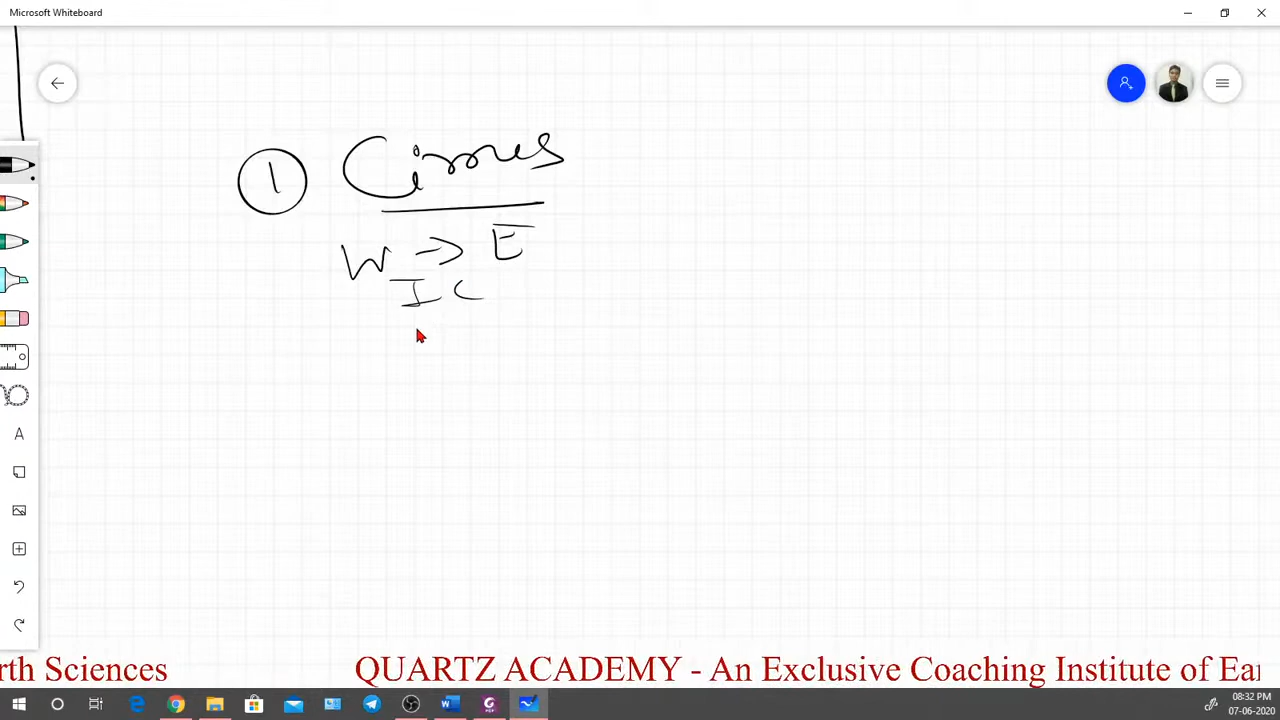 Microsoft Whiteboard
1 Cirrus
W → E
I C
A
rth Sciences QUARTZ ACADEMY - An Exclusive Coaching Institute of Ea
08:32 PM
07-06-2020